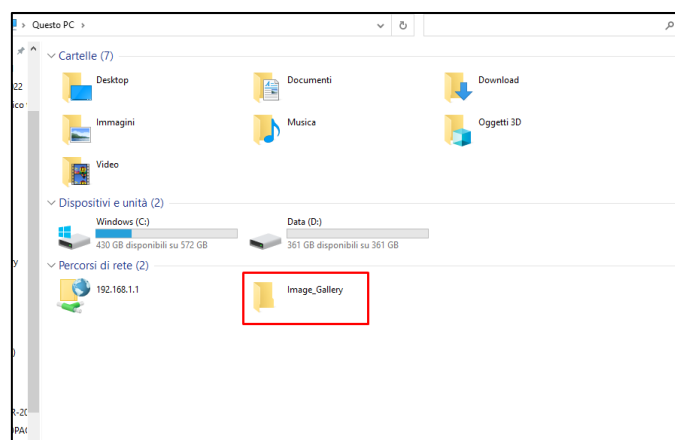 Questo PC
Cartelle (7)
Desktop
Documenti
Download
Immagini
Musica
Oggetti 3D
Video
Dispositivi e unità (2)
Windows (C:)
430 GB disponibili su 572 GB
Data (D:)
361 GB disponibili su 361 GB
Percorsi di rete (2)
192.168.1.1
Image_Gallery